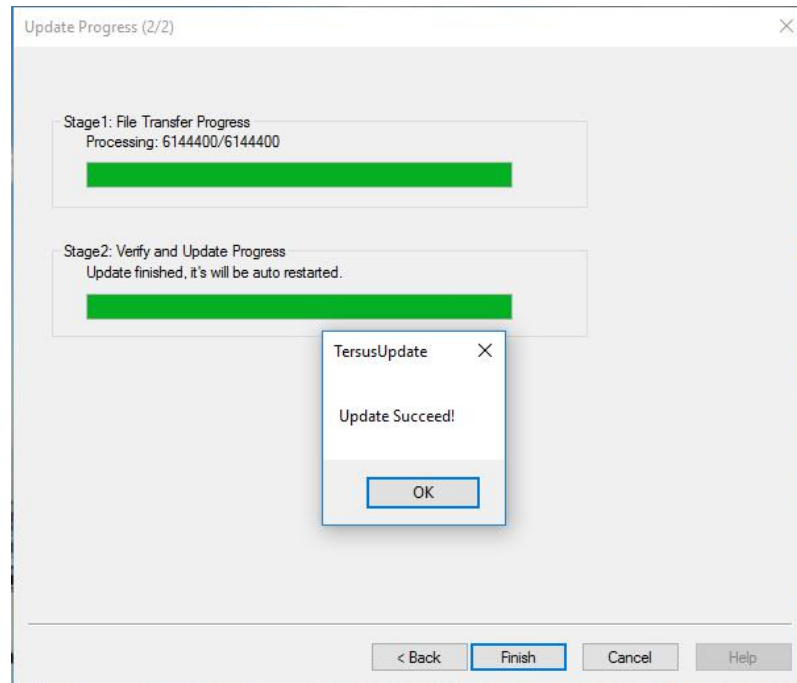 Update Progress (2/2)
Stage1: File Transfer Progress
Processing: 6144400/6144400
Stage2: Verify and Update Progress
Update finished, it's will be auto restarted.
TersusUpdate
Update Succeed!
OK
< Back
Finish
Cancel
Help